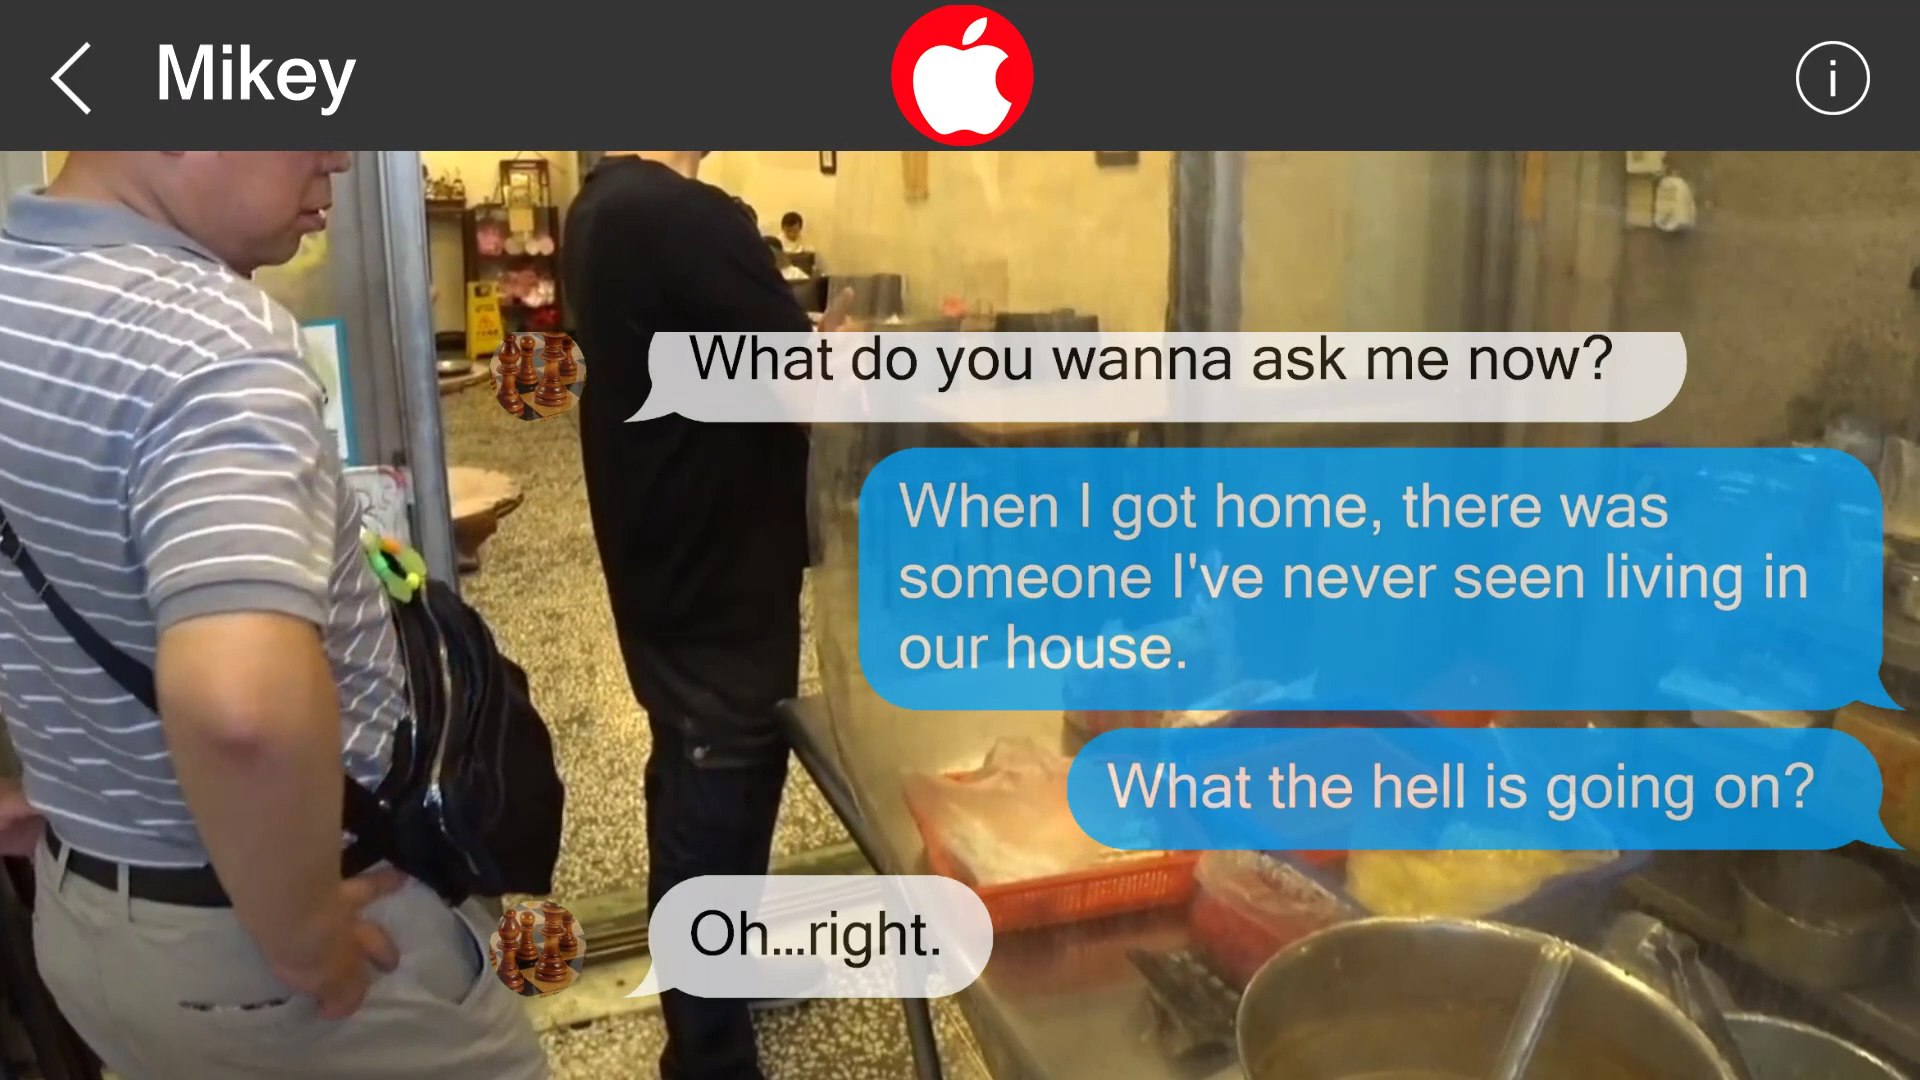 Mikey
What do you wanna ask me now?
When I got home, there was
someone I've never seen living in
our house.
What the hell is going on?
Oh...right.